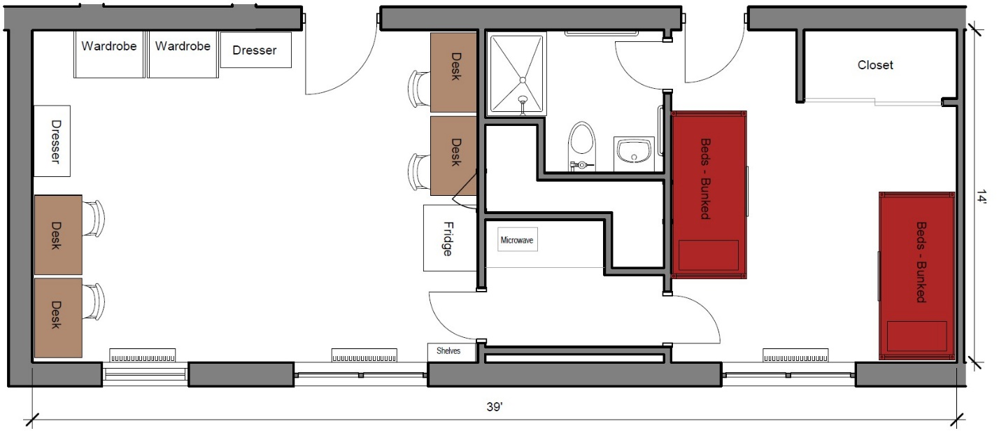 Wardrobe
Wardrobe
Dresser
Desk
Closet
Dresser
Desk
Beds - Bunked
14'
Desk
Fridge
Microwave
Beds - Bunked
Desk
Shelves
39'